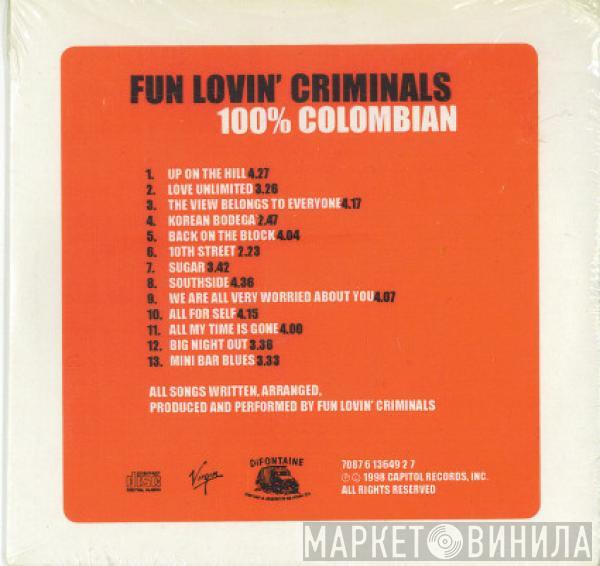 FUN LOVIN' CRIMINALS
100% COLOMBIAN
1. UP ON THE HILL 4.27
2. LOVE UNLIMITED 3.26
3. THE VIEW BELONGS TO EVERYONE 4.17
4. KOREAN BODEGA 2.47
5. BACK ON THE BLOCK 4.04
6. 10TH STREET 2.23
7. SUGAR 3.42
8. SOUTHSIDE 4.36
9. WE ARE ALL VERY WORRIED ABOUT YOU 4.07
10. ALL FOR SELF 4.15
11. ALL MY TIME IS GONE 4.00
12. BIG NIGHT OUT 3.36
13. MINI BAR BLUES 3.33
ALL SONGS WRITTEN, ARRANGED,
PRODUCED AND PERFORMED BY FUN LOVIN' CRIMINALS
COMPACT
disc
DIGITAL AUDIO
Virgin
DiFONTAINE
7087 6 13649 2 7
℗ © 1998 CAPITOL RECORDS, INC.
ALL RIGHTS RESERVED
МАРКЕТ ВИНИЛА